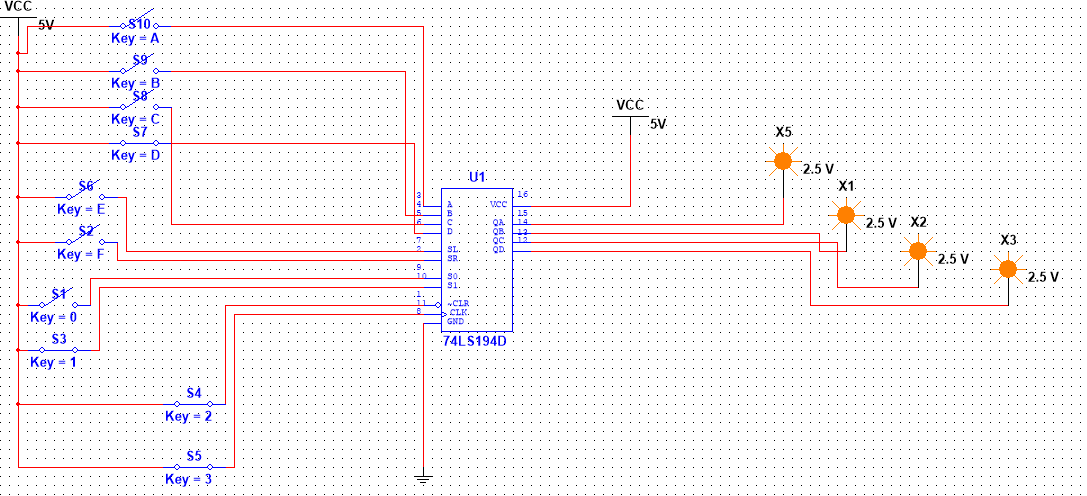 VCC
5V
S10
Key = A
S9
Key = B
S8
Key = C
S7
Key = D
S6
Key = E
S2
Key = F
S1
Key = 0
S3
Key = 1
S4
Key = 2
S5
Key = 3
U1
3
4
5
6
7
2
9
10
1
11
8
A
B
C
D
SL
SR
S0
S1
~CLR
CLK
GND
VCC
QA
QB
QC
QD
16
15
14
13
12
74LS194D
VCC
5V
X5
2.5 V
X1
2.5 V
X2
2.5 V
X3
2.5 V